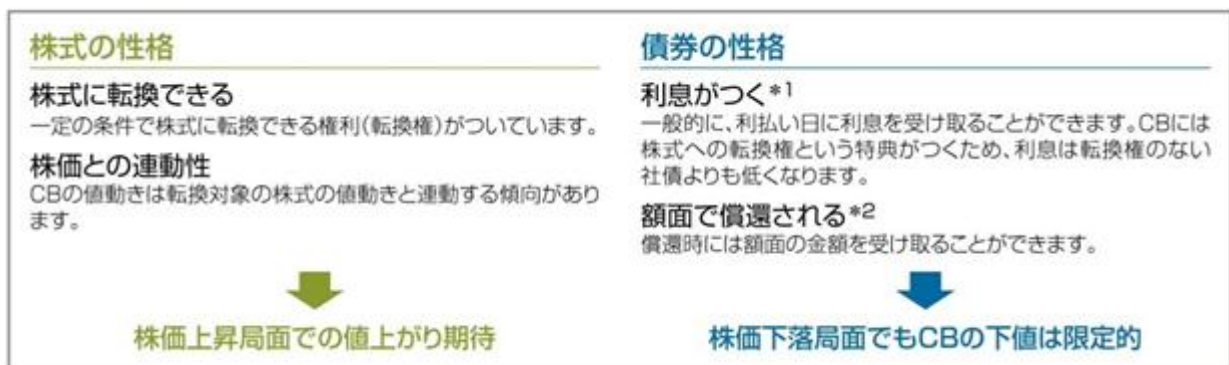 株式の性格
株式に転換できる
一定の条件で株式に転換できる権利(転換権)がついています。
株価との連動性
CBの値動きは転換対象の株式の値動きと連動する傾向があり
ます。
株価上昇局面での値上がり期待
債券の性格
利息がつく*1
一般的に、利払い日に利息を受け取ることができます。CBには
株式への転換権という特典がつくため、利息は転換権のない
社債よりも低くなります。
額面で償還される*2
償還時には額面の金額を受け取ることができます。
株価下落局面でもCBの下値は限定的